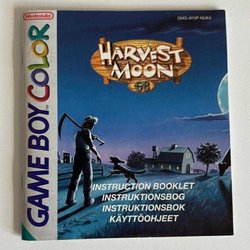 Nintendo
DMG-AYXP-NUK4
GAME BOY COLOR
HARVEST
MOON
GB
INSTRUCTION BOOKLET
INSTRUKTIONSBOG
INSTRUKTIONSBOK
KÄYTTÖOHJEET